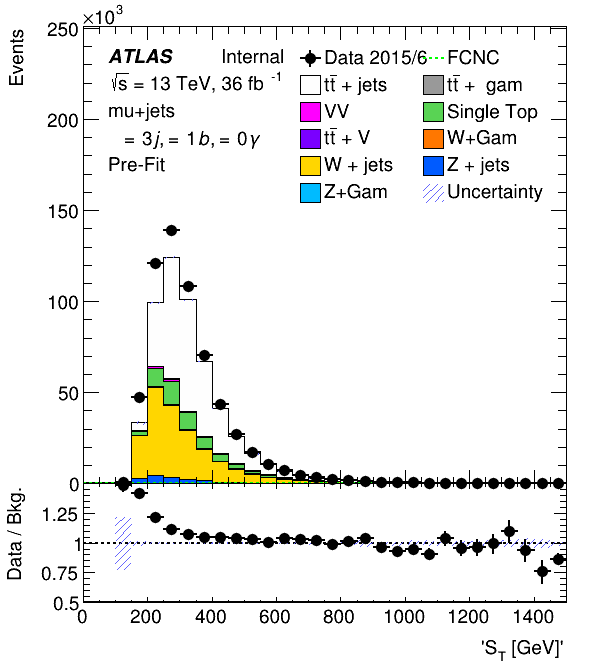 ×10³
Events
250
200
150
100
50
0
ATLAS Internal
√s = 13 TeV, 36 fb⁻¹
mu+jets
= 3j, = 1b, = 0γ
Pre-Fit
Data 2015/6 FCNC
tt̄ + jets tt̄ + gam
VV Single Top
tt̄ + V W+Gam
W + jets Z + jets
Z+Gam Uncertainty
Data / Bkg.
1.25
1
0.75
0.5
0 200 400 600 800 1000 1200 1400
'S_T [GeV]'